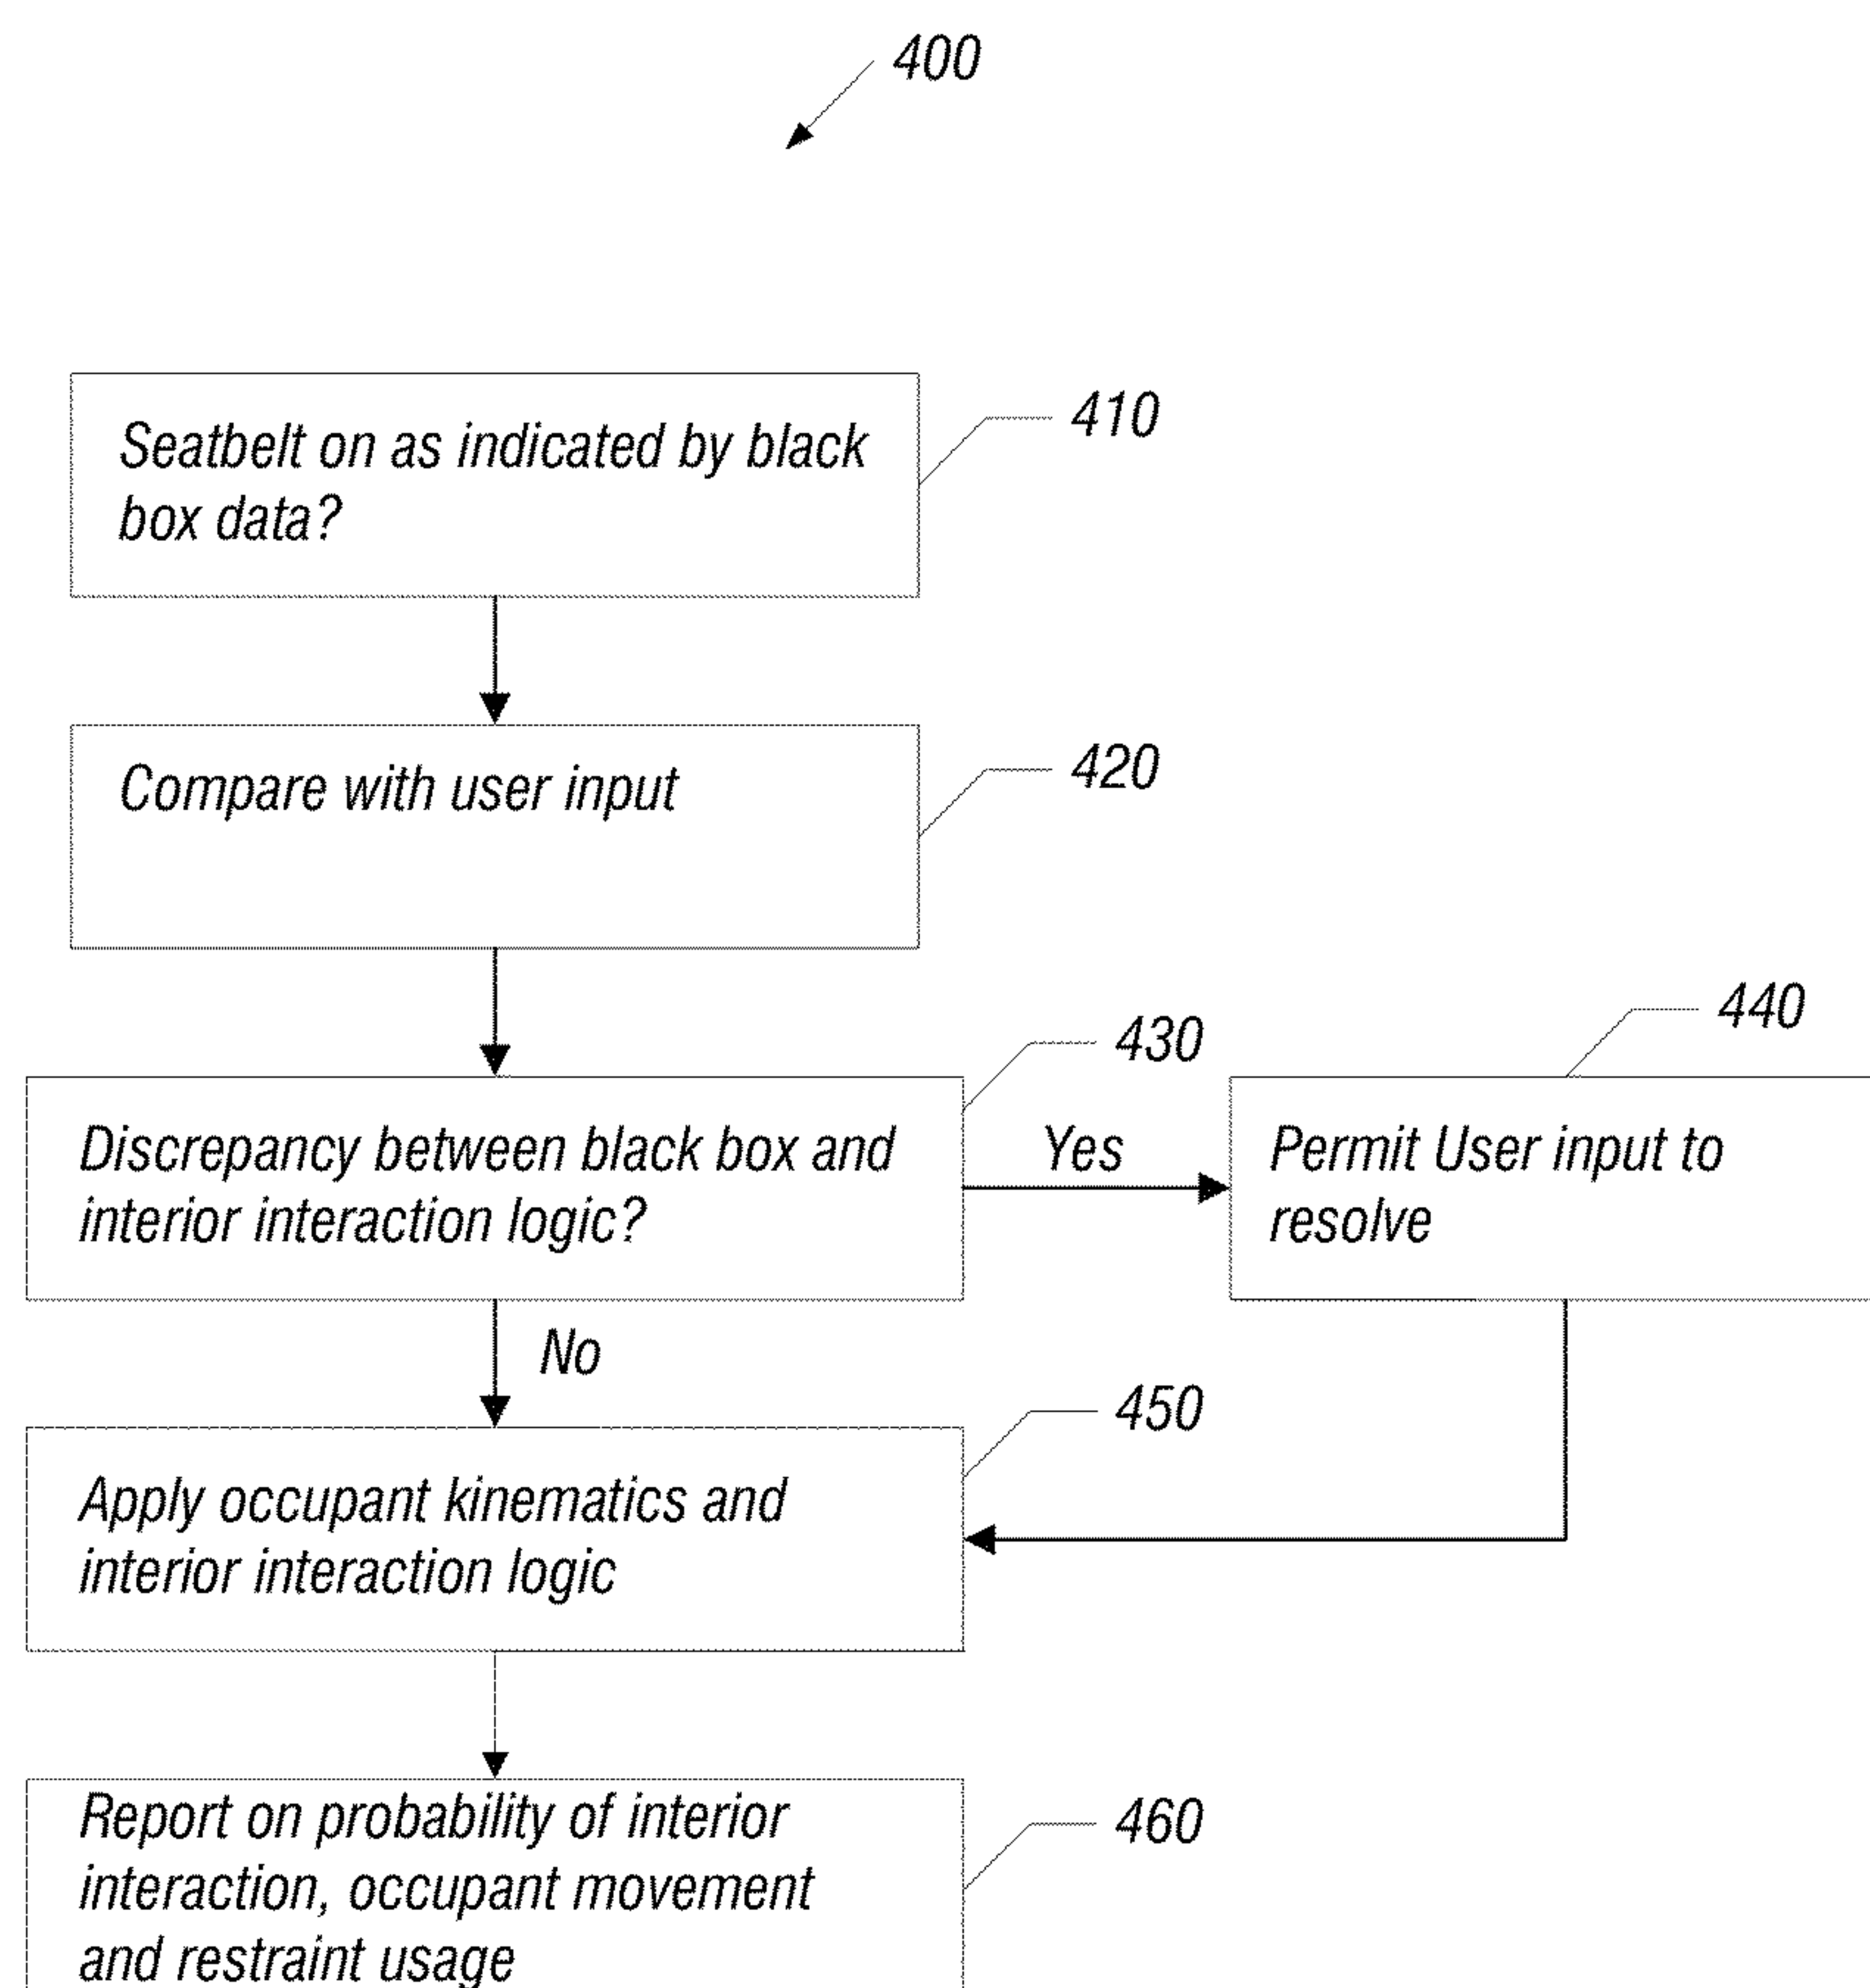 400
Seatbelt on as indicated by black
box data?
410
Compare with user input
420
430
440
Discrepancy between black box and
interior interaction logic?
Yes
Permit User input to
resolve
No
450
Apply occupant kinematics and
interior interaction logic
Report on probability of interior
interaction, occupant movement
and restraint usage
460